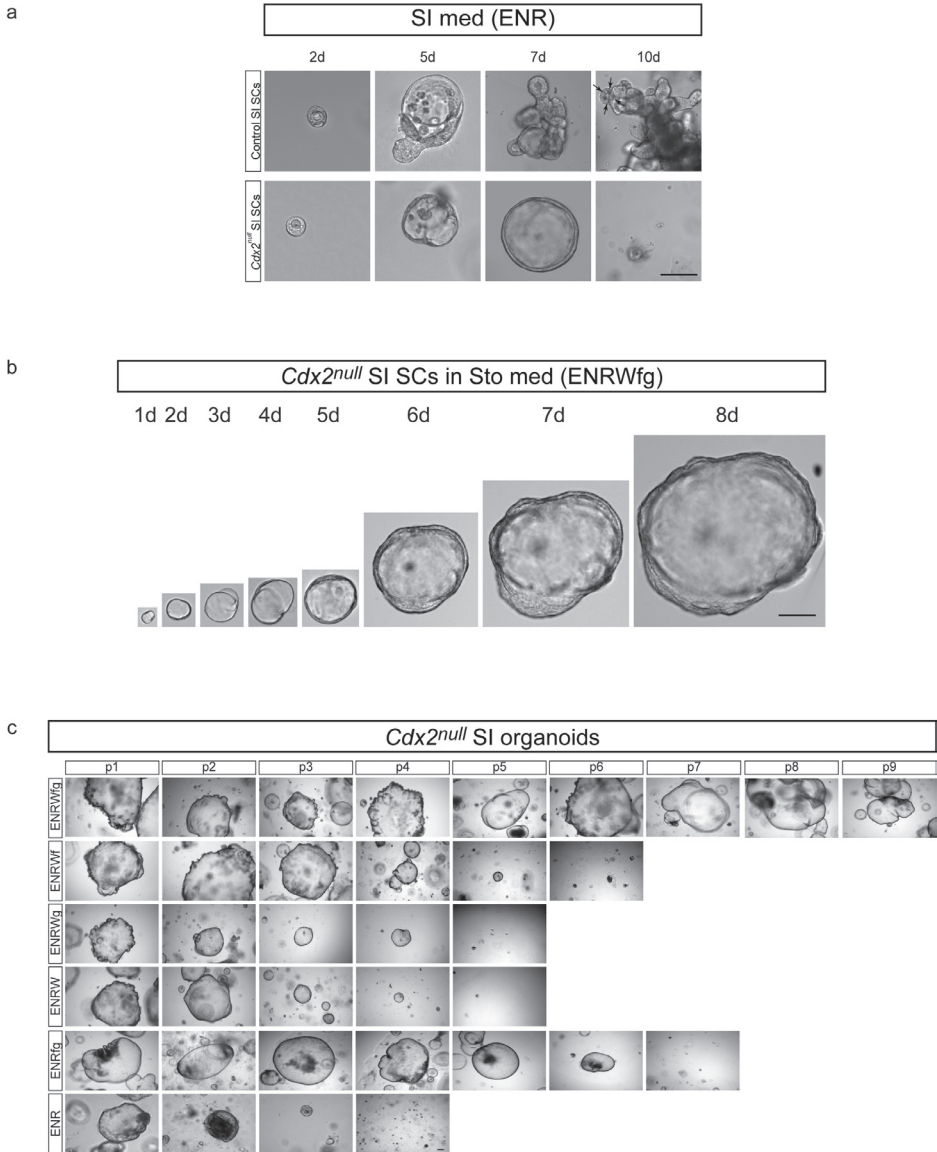 a
SI med (ENR)
2d 5d 7d 10d
Control SI SCs
Cdx2null SI SCs
b
Cdx2null SI SCs in Sto med (ENRWfg)
1d 2d 3d 4d 5d 6d 7d 8d
c
Cdx2null SI organoids
p1 p2 p3 p4 p5 p6 p7 p8 p9
ENRWfg
ENRWf
ENRWg
ENRW
ENRfg
ENR